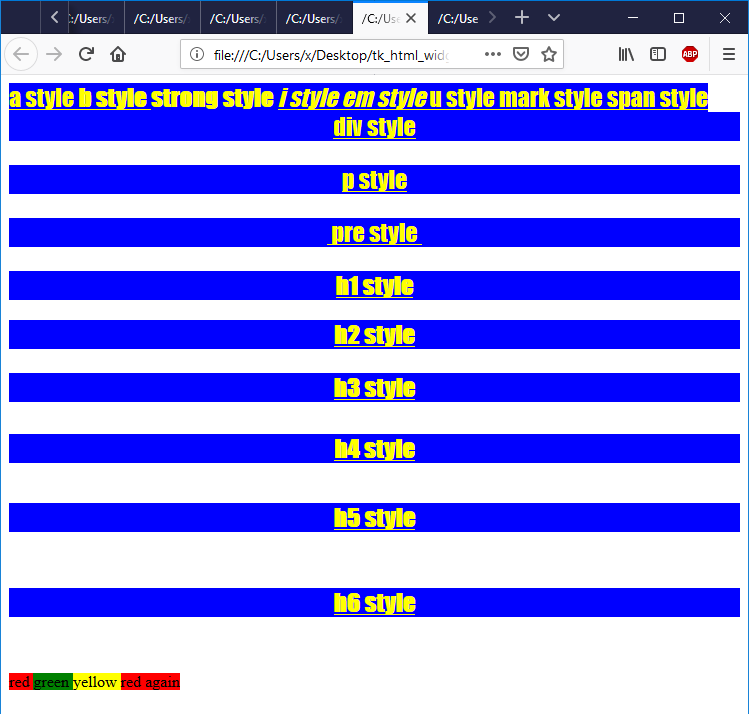 /C:/Users/ /C:/Users/x /C:/Users/x /C:/Users/x /C:/Use /C:/Use
file:///C:/Users/x/Desktop/tk_html_widg
ABP
a style b style strong style i style em style u style mark style span style
div style
p style
pre style
h1 style
h2 style
h3 style
h4 style
h5 style
h6 style
red green yellow red again